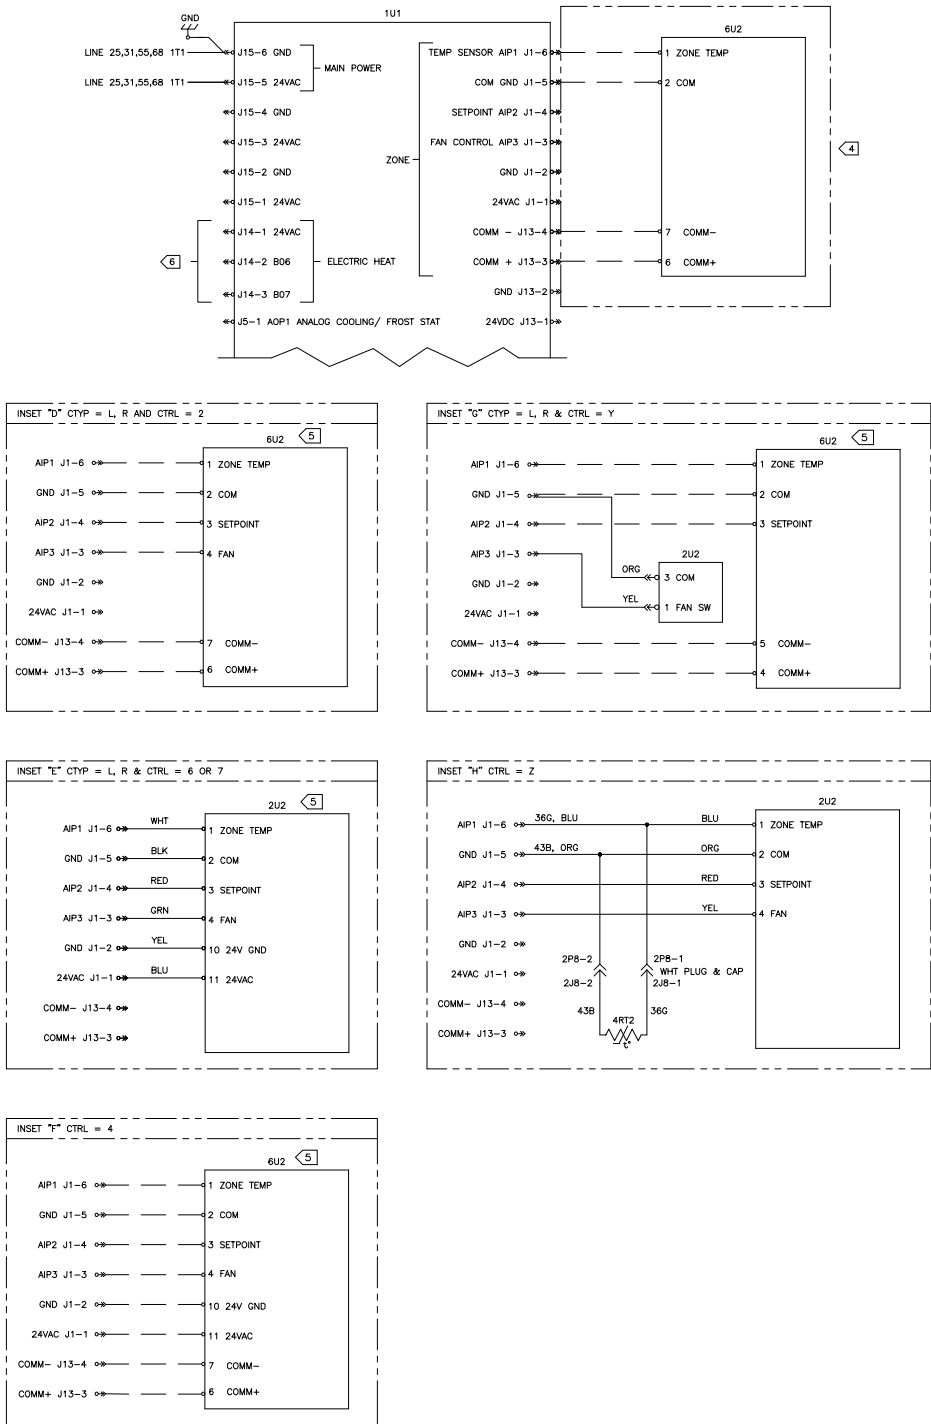 1U1
GND
LINE 25,31,55,68 1T1
J15-6 GND
LINE 25,31,55,68 1T1
J15-5 24VAC
MAIN POWER
J15-4 GND
J15-3 24VAC
J15-2 GND
J15-1 24VAC
J14-1 24VAC
J14-2 B06
J14-3 B07
ELECTRIC HEAT
6
J5-1 AOP1 ANALOG COOLING/ FROST STAT
ZONE
TEMP SENSOR AIP1 J1-6
COM GND J1-5
SETPOINT AIP2 J1-4
FAN CONTROL AIP3 J1-3
GND J1-2
24VAC J1-1
COMM - J13-4
COMM + J13-3
GND J13-2
24VDC J13-1
6U2
1 ZONE TEMP
2 COM
7 COMM-
6 COMM+
4
INSET "D" CTYP = L, R AND CTRL = 2
6U2
5
AIP1 J1-6
1 ZONE TEMP
GND J1-5
2 COM
AIP2 J1-4
3 SETPOINT
AIP3 J1-3
4 FAN
GND J1-2
24VAC J1-1
COMM- J13-4
7 COMM-
COMM+ J13-3
6 COMM+
INSET "G" CTYP = L, R & CTRL = Y
6U2
5
AIP1 J1-6
1 ZONE TEMP
GND J1-5
2 COM
AIP2 J1-4
3 SETPOINT
AIP3 J1-3
2U2
ORG
3 COM
GND J1-2
YEL
1 FAN SW
24VAC J1-1
COMM- J13-4
5 COMM-
COMM+ J13-3
4 COMM+
INSET "E" CTYP = L, R & CTRL = 6 OR 7
2U2
5
AIP1 J1-6
WHT
1 ZONE TEMP
GND J1-5
BLK
2 COM
AIP2 J1-4
RED
3 SETPOINT
AIP3 J1-3
GRN
4 FAN
GND J1-2
YEL
10 24V GND
24VAC J1-1
BLU
11 24VAC
COMM- J13-4
COMM+ J13-3
INSET "H" CTRL = Z
2U2
AIP1 J1-6
36G, BLU
BLU
1 ZONE TEMP
GND J1-5
43B, ORG
ORG
2 COM
AIP2 J1-4
RED
3 SETPOINT
AIP3 J1-3
YEL
4 FAN
GND J1-2
24VAC J1-1
COMM- J13-4
COMM+ J13-3
2P8-2
2J8-2
2P8-1
WHT PLUG & CAP
2J8-1
43B
36G
4RT2
t°
INSET "F" CTRL = 4
6U2
5
AIP1 J1-6
1 ZONE TEMP
GND J1-5
2 COM
AIP2 J1-4
3 SETPOINT
AIP3 J1-3
4 FAN
GND J1-2
10 24V GND
24VAC J1-1
11 24VAC
COMM- J13-4
7 COMM-
COMM+ J13-3
6 COMM+